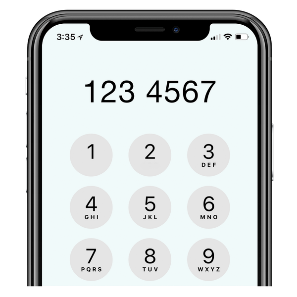 3:35
123 4567
1 2 3
DEF
4 5 6
GHI JKL MNO
7 8 9
PQRS TUV WXYZ